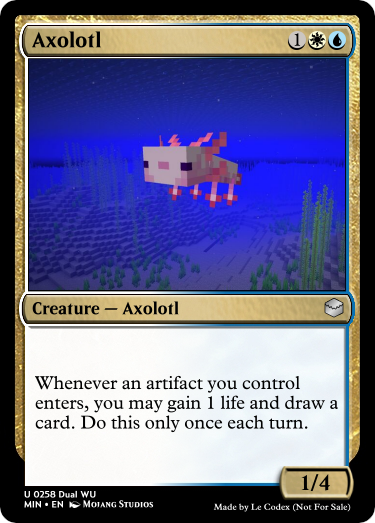 Axolotl 1
Creature — Axolotl
Whenever an artifact you control
enters, you may gain 1 life and draw a
card. Do this only once each turn.
1/4
U 0258 Dual WU
MIN • EN Mojang Studios
Made by Le Codex (Not For Sale)